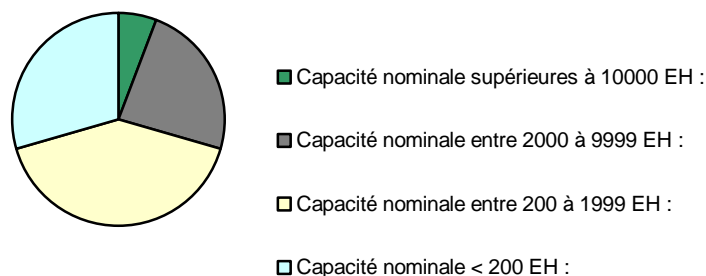 Capacité nominale supérieures à 10000 EH :
Capacité nominale entre 2000 à 9999 EH :
Capacité nominale entre 200 à 1999 EH :
Capacité nominale < 200 EH :